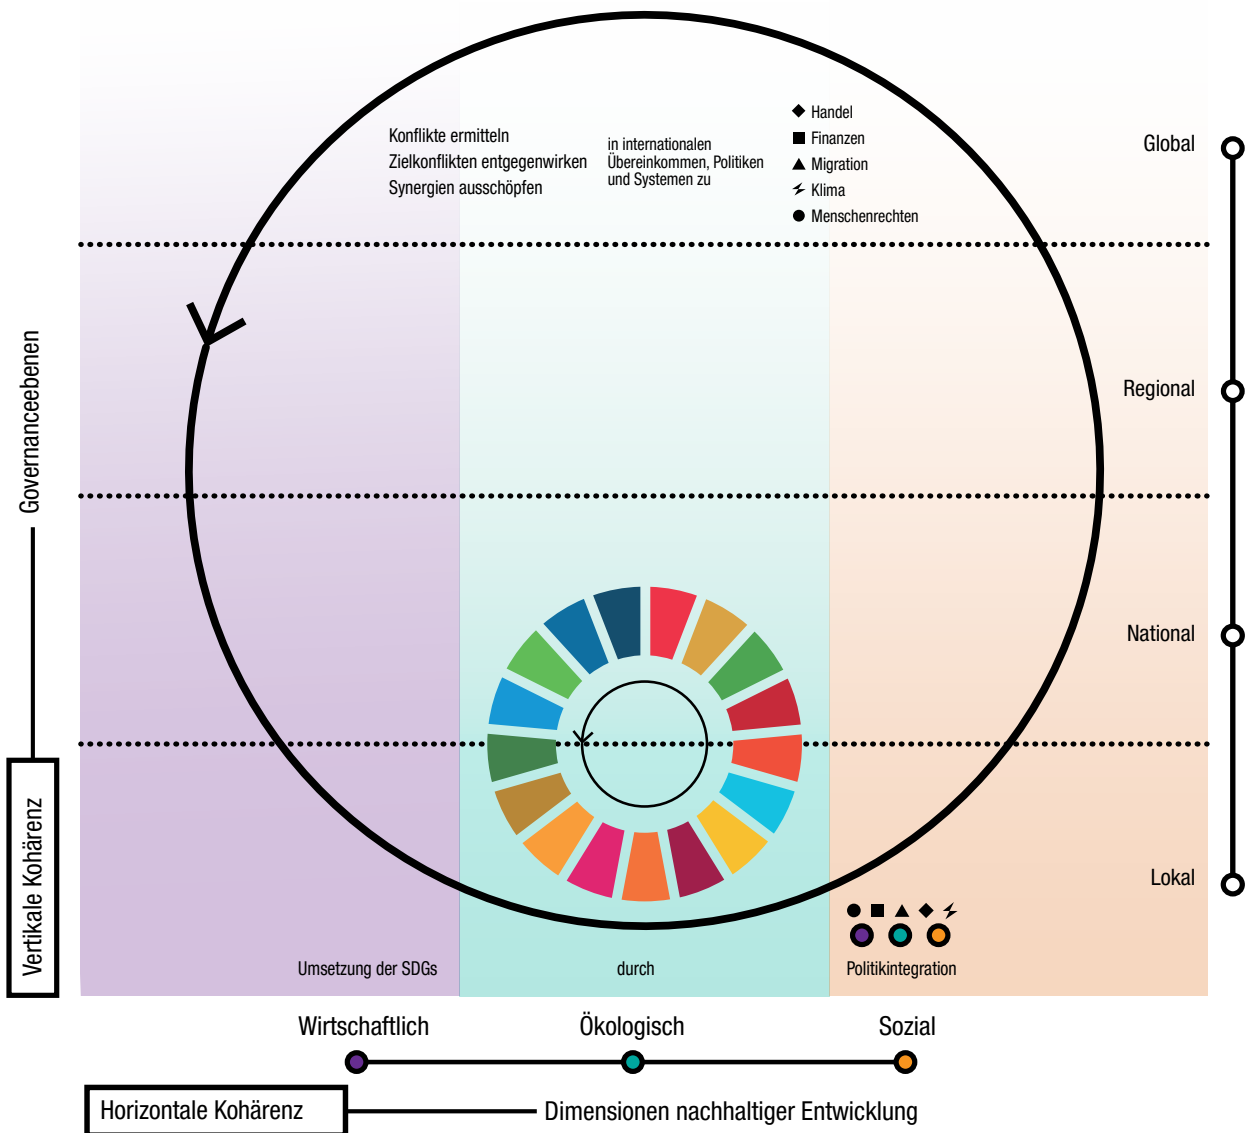 Konflikte ermitteln
Zielkonflikten entgegenwirken
Synergien ausschöpfen
in internationalen
Übereinkommen, Politiken
und Systemen zu
Handel
Finanzen
Migration
Klima
Menschenrechten
Global
Regional
National
Lokal
Governanceebenen
Vertikale Kohärenz
Umsetzung der SDGs
durch
Politikintegration
Wirtschaftlich
Ökologisch
Sozial
Horizontale Kohärenz
Dimensionen nachhaltiger Entwicklung